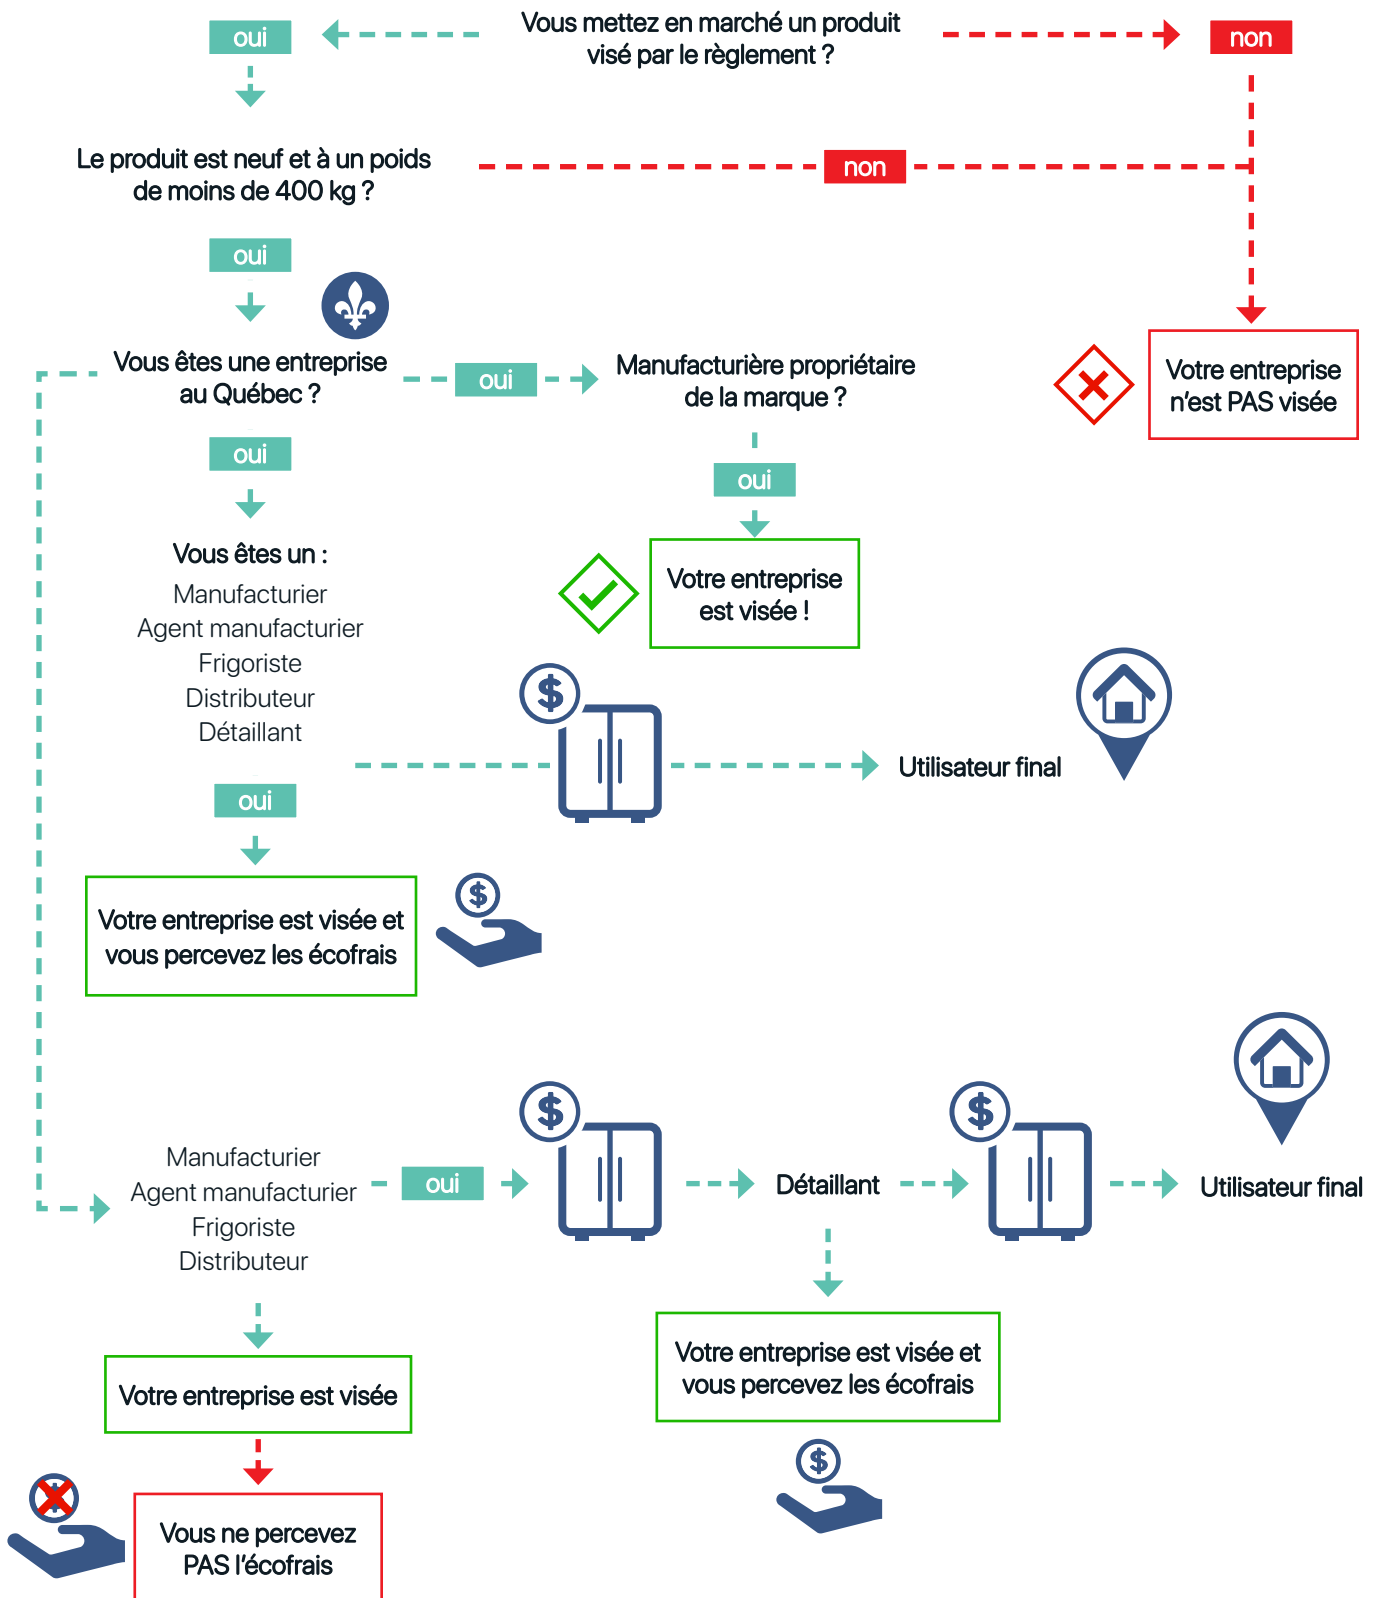 Vous mettez en marché un produit
visé par le règlement ?
oui
non
Le produit est neuf et à un poids
de moins de 400 kg ?
non
oui
Vous êtes une entreprise
au Québec ?
oui
Manufacturière propriétaire
de la marque ?
Votre entreprise
n'est PAS visée
oui
oui
Votre entreprise
est visée !
Vous êtes un :
Manufacturier
Agent manufacturier
Frigoriste
Distributeur
Détaillant
$
Utilisateur final
oui
Votre entreprise est visée et
vous percevez les écofrais
$
Manufacturier
Agent manufacturier
Frigoriste
Distributeur
oui
$
Détaillant
$
Utilisateur final
Votre entreprise est visée et
vous percevez les écofrais
$
Votre entreprise est visée
Vous ne percevez
PAS l'écofrais